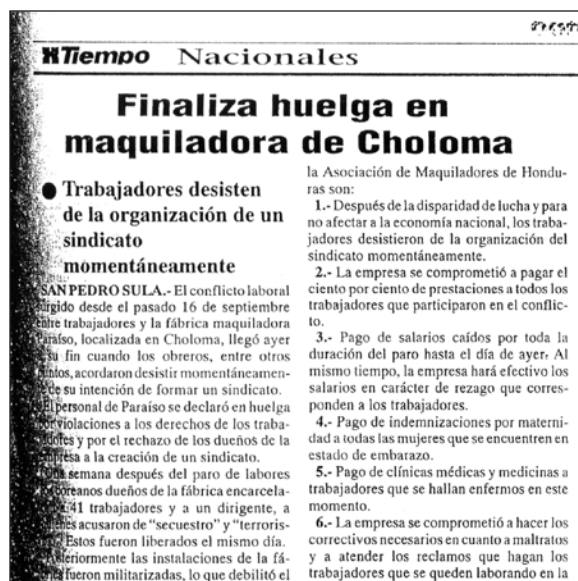 Tiempo Nacionales
Finaliza huelga en
maquiladora de Choloma
● Trabajadores desisten
de la organización de un
sindicato
momentáneamente
SAN PEDRO SULA.- El conflicto laboral
surgido desde el pasado 16 de septiembre
entre trabajadores y la fábrica maquiladora
Paraíso, localizada en Choloma, llegó ayer
a su fin cuando los obreros, entre otros
puntos, acordaron desistir momentáneamen-
te de su intención de formar un sindicato.
El personal de Paraíso se declaró en huelga
por violaciones a los derechos de los traba-
jadores y por el rechazo de los dueños de la
empresa a la creación de un sindicato.
Una semana después del paro de labores
los coreanos dueños de la fábrica encarcela-
41 trabajadores y a un dirigente, a
quienes acusaron de "secuestro" y "terroris-
Estos fueron liberados el mismo día.
Posteriormente las instalaciones de la fá-
fueron militarizadas, lo que debilitó el
la Asociación de Maquiladores de Hondu-
ras son:
1.- Después de la disparidad de lucha y para
no afectar a la economía nacional, los traba-
jadores desistieron de la organización del
sindicato momentáneamente.
2.- La empresa se comprometió a pagar el
ciento por ciento de prestaciones a todos los
trabajadores que participaron en el conflic-
to.
3.- Pago de salarios caídos por toda la
duración del paro hasta el día de ayer. Al
mismo tiempo, la empresa hará efectivo los
salarios en carácter de rezago que corres-
ponden a los trabajadores.
4.- Pago de indemnizaciones por materni-
dad a todas las mujeres que se encuentren en
estado de embarazo.
5.- Pago de clínicas médicas y medicinas a
trabajadores que se hallan enfermos en este
momento.
6.- La empresa se comprometió a hacer los
correctivos necesarios en cuanto a maltratos
y a atender los reclamos que hagan los
trabajadores que se queden laborando en la